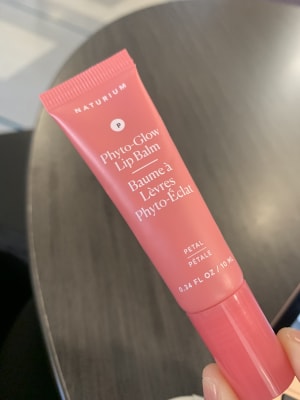 NATURIUM
P
Phyto-Glow
Lip Balm
Baume à
Lèvres
Phyto-Éclat
PETAL
PÉTALE
0.34 FL OZ / 10 ML